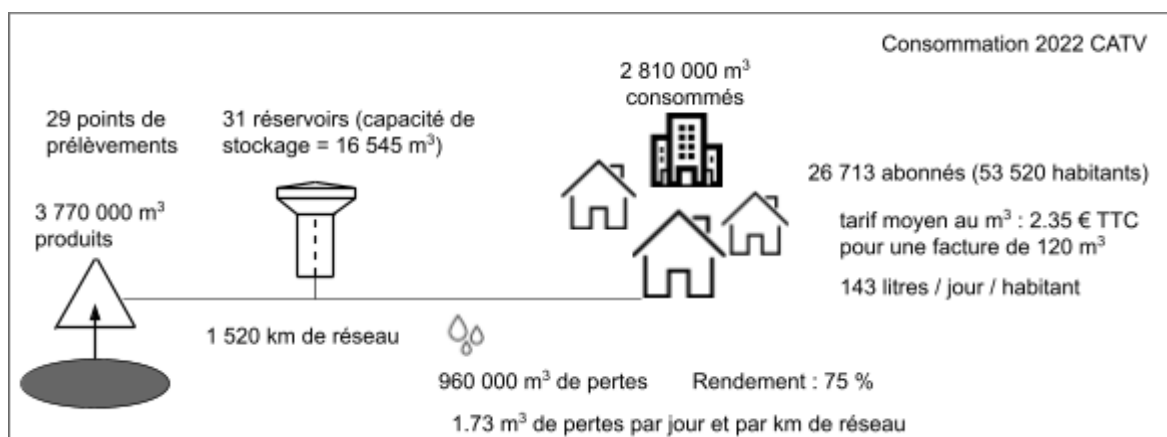 Consommation 2022 CATV
2 810 000 m³
consommés
29 points de
prélèvements
31 réservoirs (capacité de
stockage = 16 545 m³)
26 713 abonnés (53 520 habitants)
3 770 000 m³
produits
tarif moyen au m³ : 2.35 € TTC
pour une facture de 120 m³
143 litres / jour / habitant
1 520 km de réseau
960 000 m³ de pertes
Rendement : 75 %
1.73 m³ de pertes par jour et par km de réseau